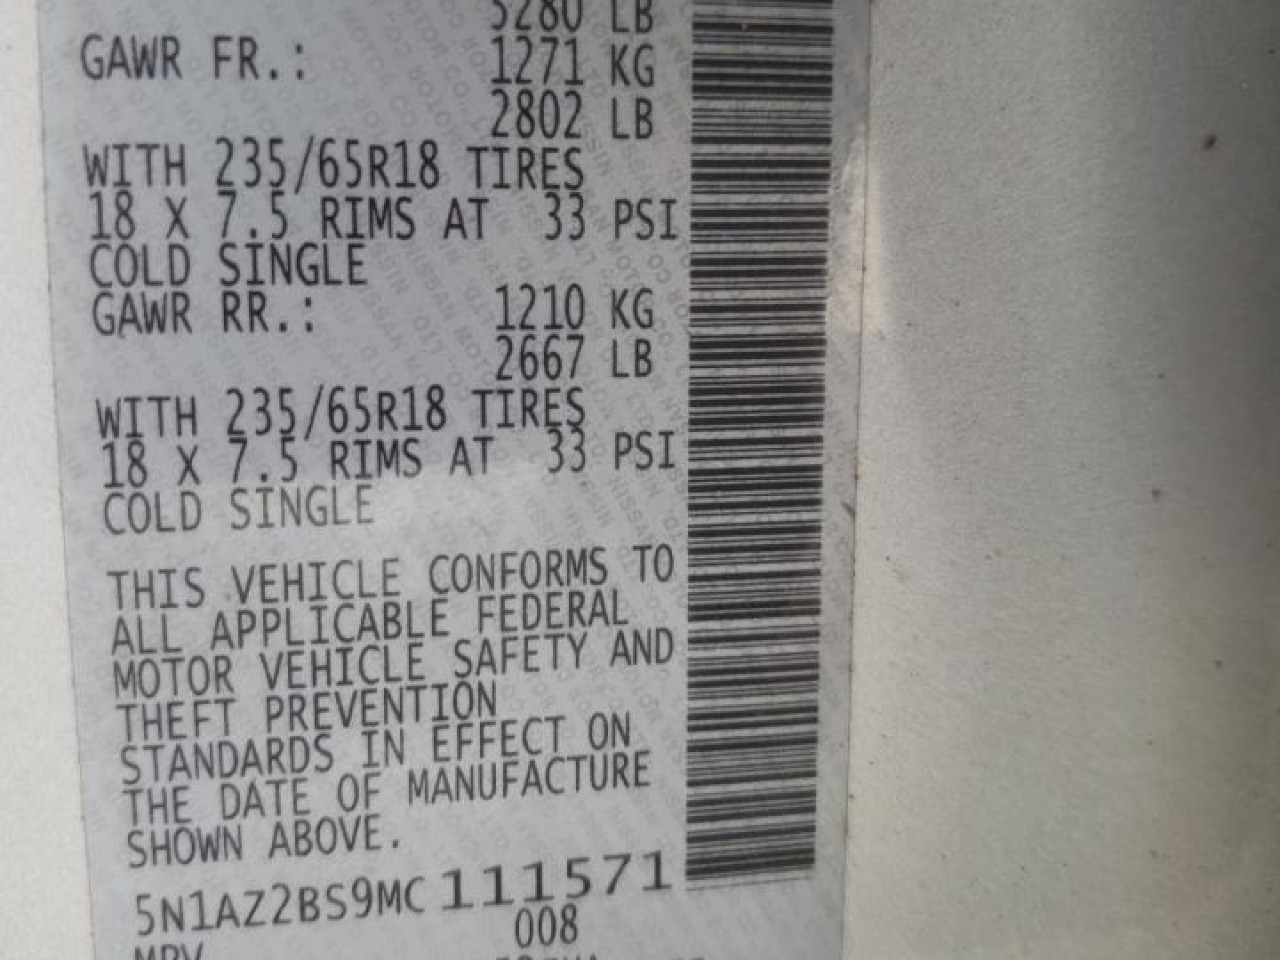 5280 LB
GAWR FR.: 1271 KG
2802 LB
WITH 235/65R18 TIRES
18 X 7.5 RIMS AT 33 PSI
COLD SINGLE
GAWR RR.: 1210 KG
2667 LB
WITH 235/65R18 TIRES
18 X 7.5 RIMS AT 33 PSI
COLD SINGLE
THIS VEHICLE CONFORMS TO
ALL APPLICABLE FEDERAL
MOTOR VEHICLE SAFETY AND
THEFT PREVENTION
STANDARDS IN EFFECT ON
THE DATE OF MANUFACTURE
SHOWN ABOVE.
5N1AZ2BS9MC111571
008
MPV